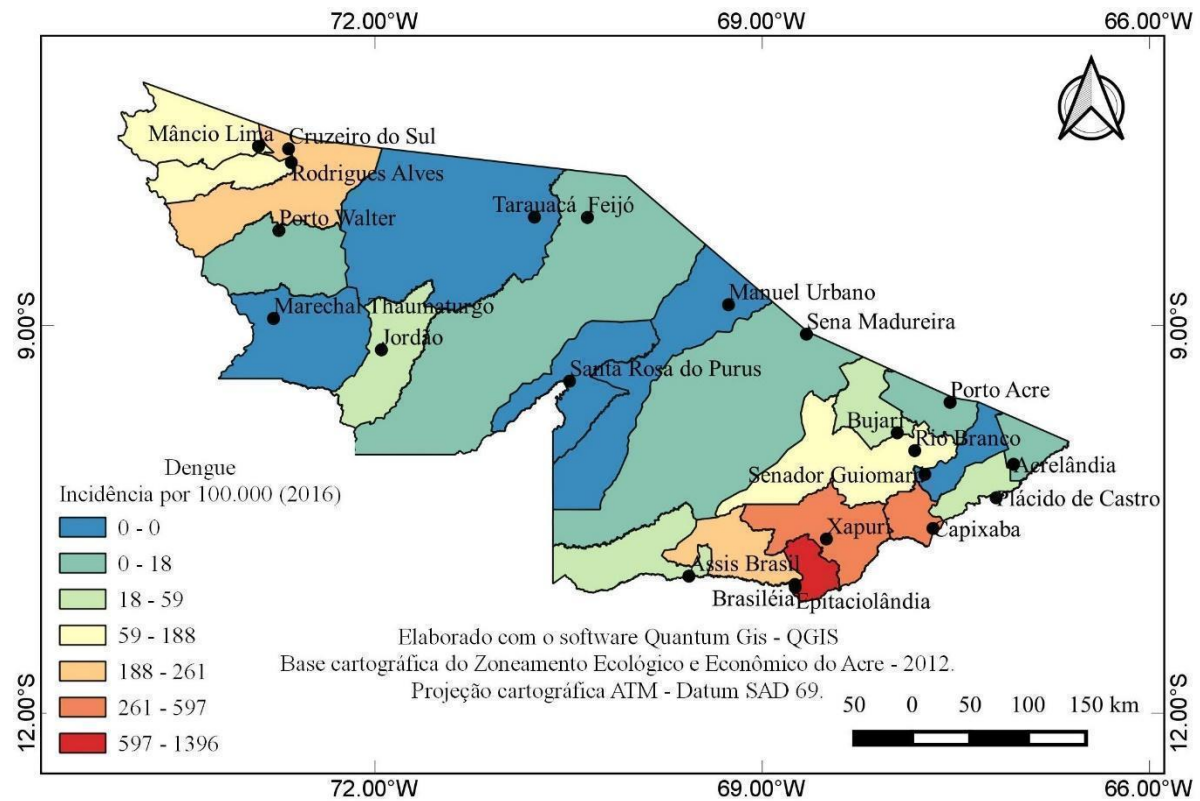 72.00°W 69.00°W 66.00°W
Mâncio Lima
Cruzeiro do Sul
Rodrigues Alves
Tarauacá
Feijó
Porto Walter
Manuel Urbano
Marechal Thaumaturgo
Sena Madureira
9.00°S
9.00°S
Jordão
Santa Rosa do Purus
Porto Acre
Bujari
Rio Branco
Senador Guiomard
Acrelândia
Plácido de Castro
Xapuri
Capixaba
Assis Brasil
Brasiléia
Epitaciolândia
Dengue
Incidência por 100.000 (2016)
0 - 0
0 - 18
18 - 59
59 - 188
188 - 261
261 - 597
597 - 1396
Elaborado com o software Quantum Gis - QGIS
Base cartográfica do Zoneamento Ecológico e Econômico do Acre - 2012.
Projeção cartográfica ATM - Datum SAD 69.
50 0 50 100 150 km
12.00°S
12.00°S
72.00°W 69.00°W 66.00°W